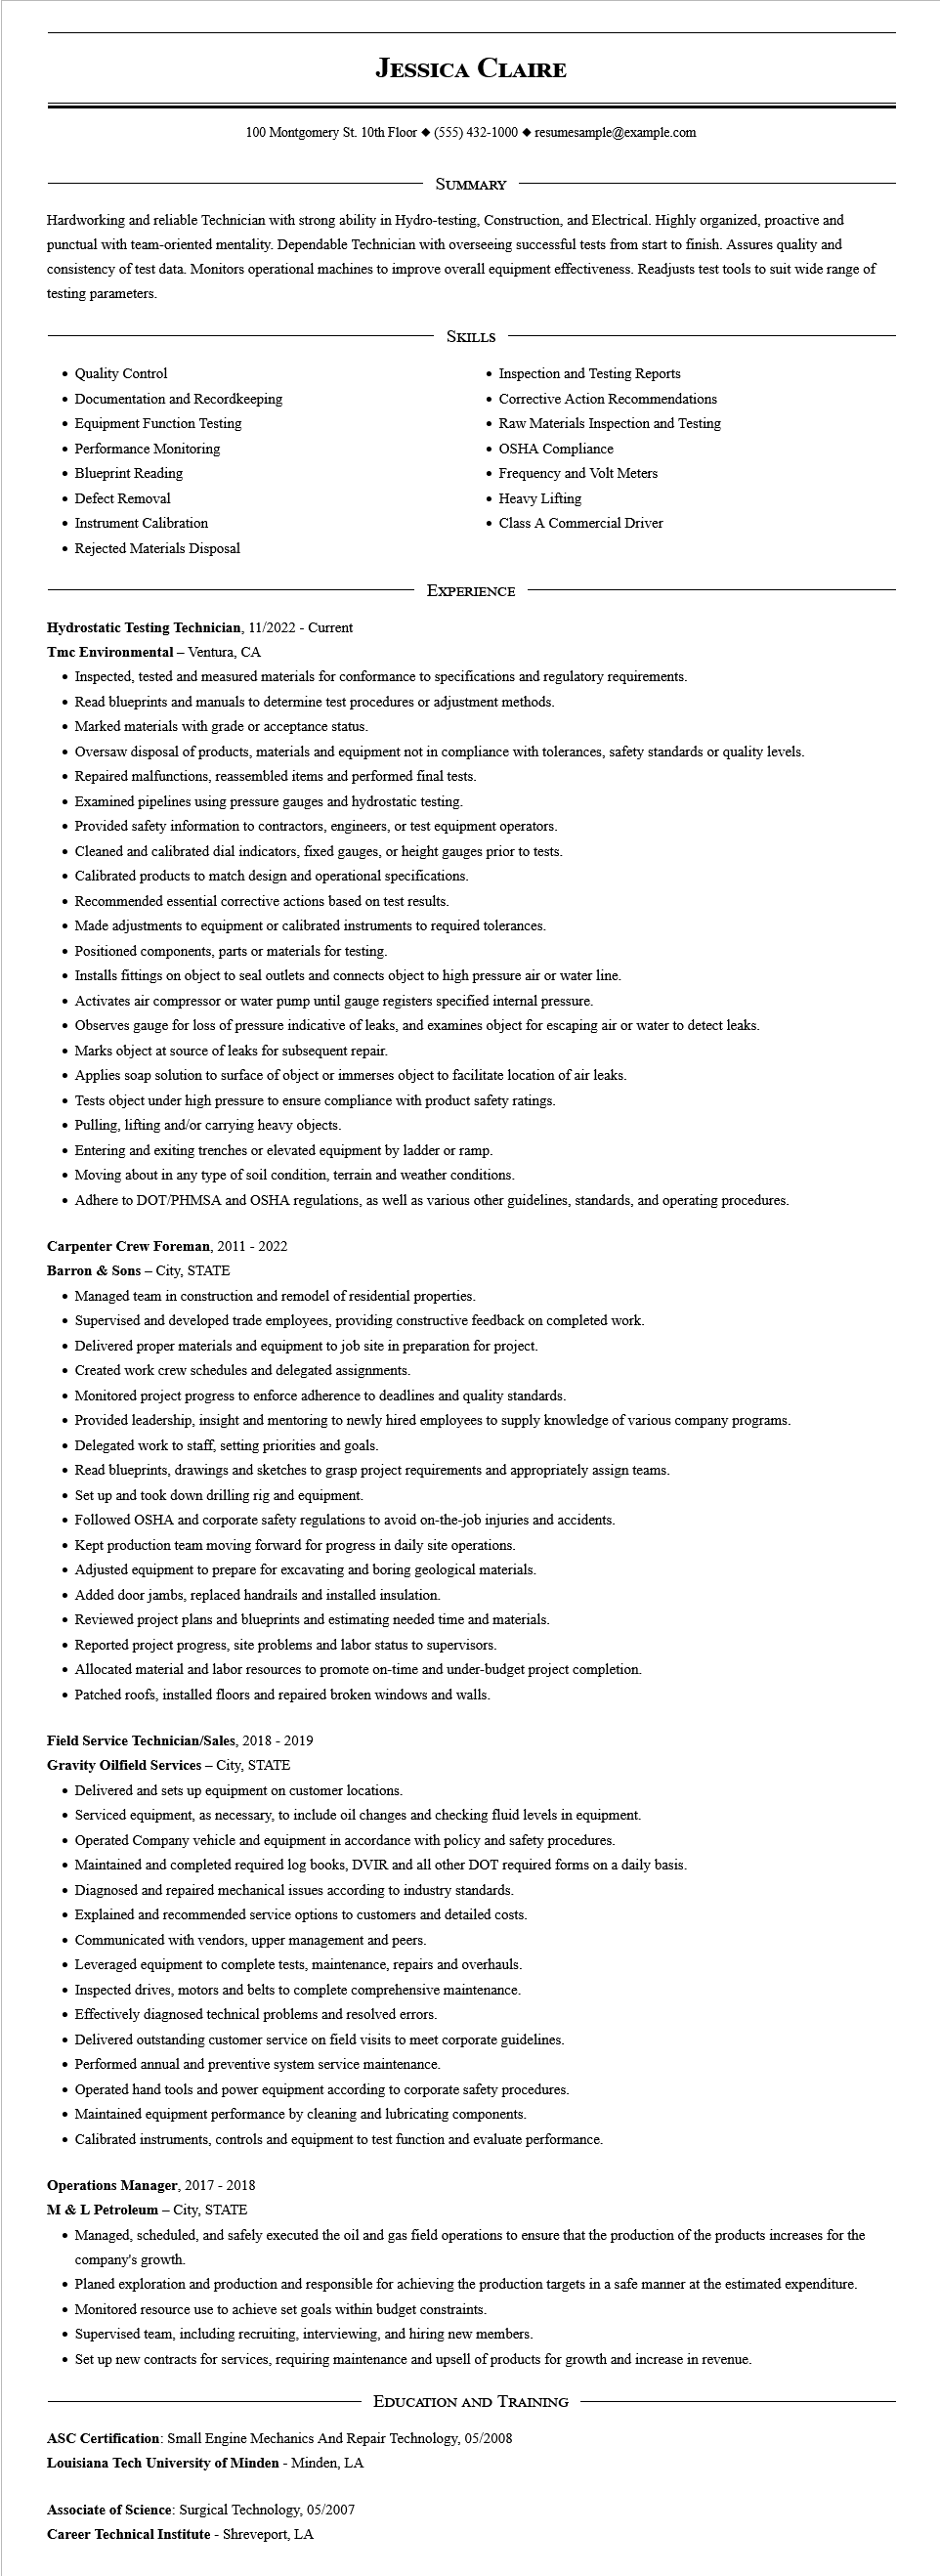 Jessica Claire
100 Montgomery St. 10th Floor ◆ (555) 432-1000 ◆ resumesample@example.com
Summary
Hardworking and reliable Technician with strong ability in Hydro-testing, Construction, and Electrical. Highly organized, proactive and
punctual with team-oriented mentality. Dependable Technician with overseeing successful tests from start to finish. Assures quality and
consistency of test data. Monitors operational machines to improve overall equipment effectiveness. Readjusts test tools to suit wide range of
testing parameters.
Skills
• Quality Control
• Documentation and Recordkeeping
• Equipment Function Testing
• Performance Monitoring
• Blueprint Reading
• Defect Removal
• Instrument Calibration
• Rejected Materials Disposal
• Inspection and Testing Reports
• Corrective Action Recommendations
• Raw Materials Inspection and Testing
• OSHA Compliance
• Frequency and Volt Meters
• Heavy Lifting
• Class A Commercial Driver
Experience
Hydrostatic Testing Technician, 11/2022 - Current
Tmc Environmental – Ventura, CA
• Inspected, tested and measured materials for conformance to specifications and regulatory requirements.
• Read blueprints and manuals to determine test procedures or adjustment methods.
• Marked materials with grade or acceptance status.
• Oversaw disposal of products, materials and equipment not in compliance with tolerances, safety standards or quality levels.
• Repaired malfunctions, reassembled items and performed final tests.
• Examined pipelines using pressure gauges and hydrostatic testing.
• Provided safety information to contractors, engineers, or test equipment operators.
• Cleaned and calibrated dial indicators, fixed gauges, or height gauges prior to tests.
• Calibrated products to match design and operational specifications.
• Recommended essential corrective actions based on test results.
• Made adjustments to equipment or calibrated instruments to required tolerances.
• Positioned components, parts or materials for testing.
• Installs fittings on object to seal outlets and connects object to high pressure air or water line.
• Activates air compressor or water pump until gauge registers specified internal pressure.
• Observes gauge for loss of pressure indicative of leaks, and examines object for escaping air or water to detect leaks.
• Marks object at source of leaks for subsequent repair.
• Applies soap solution to surface of object or immerses object to facilitate location of air leaks.
• Tests object under high pressure to ensure compliance with product safety ratings.
• Pulling, lifting and/or carrying heavy objects.
• Entering and exiting trenches or elevated equipment by ladder or ramp.
• Moving about in any type of soil condition, terrain and weather conditions.
• Adhere to DOT/PHMSA and OSHA regulations, as well as various other guidelines, standards, and operating procedures.
Carpenter Crew Foreman, 2011 - 2022
Barron & Sons – City, STATE
• Managed team in construction and remodel of residential properties.
• Supervised and developed trade employees, providing constructive feedback on completed work.
• Delivered proper materials and equipment to job site in preparation for project.
• Created work crew schedules and delegated assignments.
• Monitored project progress to enforce adherence to deadlines and quality standards.
• Provided leadership, insight and mentoring to newly hired employees to supply knowledge of various company programs.
• Delegated work to staff, setting priorities and goals.
• Read blueprints, drawings and sketches to grasp project requirements and appropriately assign teams.
• Set up and took down drilling rig and equipment.
• Followed OSHA and corporate safety regulations to avoid on-the-job injuries and accidents.
• Kept production team moving forward for progress in daily site operations.
• Adjusted equipment to prepare for excavating and boring geological materials.
• Added door jambs, replaced handrails and installed insulation.
• Reviewed project plans and blueprints and estimating needed time and materials.
• Reported project progress, site problems and labor status to supervisors.
• Allocated material and labor resources to promote on-time and under-budget project completion.
• Patched roofs, installed floors and repaired broken windows and walls.
Field Service Technician/Sales, 2018 - 2019
Gravity Oilfield Services – City, STATE
• Delivered and sets up equipment on customer locations.
• Serviced equipment, as necessary, to include oil changes and checking fluid levels in equipment.
• Operated Company vehicle and equipment in accordance with policy and safety procedures.
• Maintained and completed required log books, DVIR and all other DOT required forms on a daily basis.
• Diagnosed and repaired mechanical issues according to industry standards.
• Explained and recommended service options to customers and detailed costs.
• Communicated with vendors, upper management and peers.
• Leveraged equipment to complete tests, maintenance, repairs and overhauls.
• Inspected drives, motors and belts to complete comprehensive maintenance.
• Effectively diagnosed technical problems and resolved errors.
• Delivered outstanding customer service on field visits to meet corporate guidelines.
• Performed annual and preventive system service maintenance.
• Operated hand tools and power equipment according to corporate safety procedures.
• Maintained equipment performance by cleaning and lubricating components.
• Calibrated instruments, controls and equipment to test function and evaluate performance.
Operations Manager, 2017 - 2018
M & L Petroleum – City, STATE
• Managed, scheduled, and safely executed the oil and gas field operations to ensure that the production of the products increases for the
company's growth.
• Planed exploration and production and responsible for achieving the production targets in a safe manner at the estimated expenditure.
• Monitored resource use to achieve set goals within budget constraints.
• Supervised team, including recruiting, interviewing, and hiring new members.
• Set up new contracts for services, requiring maintenance and upsell of products for growth and increase in revenue.
Education and Training
ASC Certification: Small Engine Mechanics And Repair Technology, 05/2008
Louisiana Tech University of Minden - Minden, LA
Associate of Science: Surgical Technology, 05/2007
Career Technical Institute - Shreveport, LA